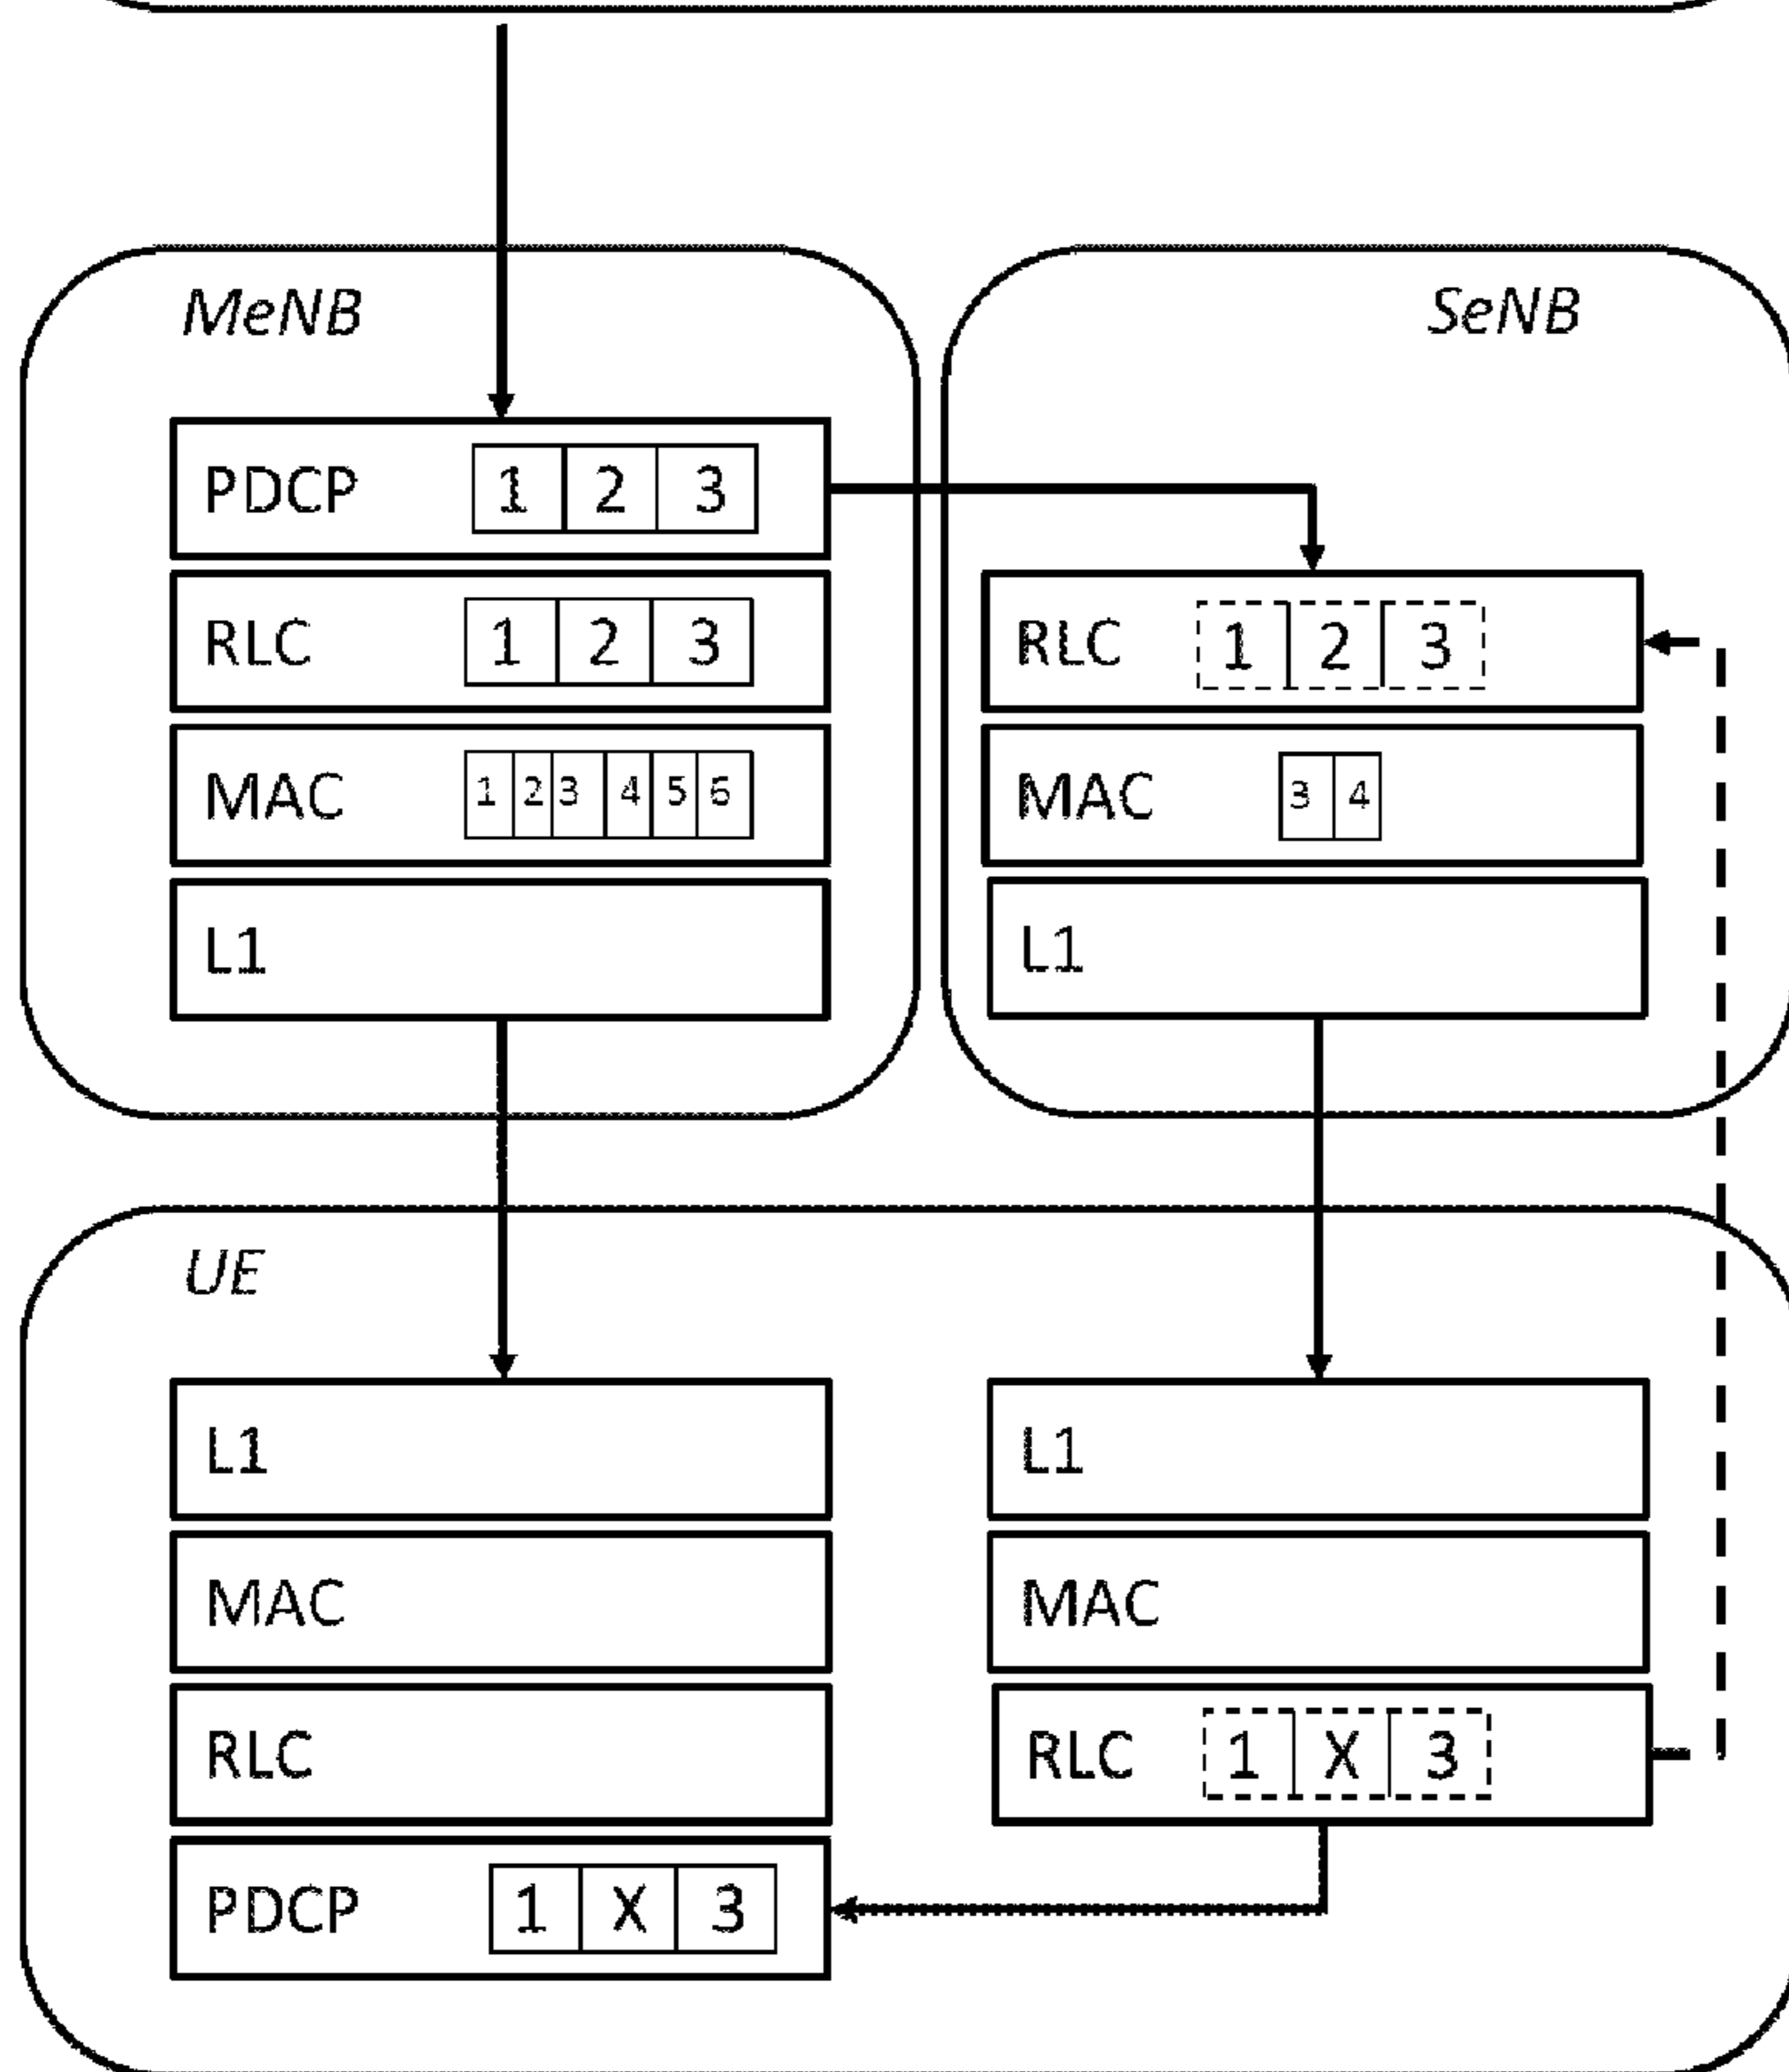 MeNB
SeNB
PDCP 1 2 3
RLC 1 2 3
RLC 1 2 3
MAC 1 2 3 4 5 6
MAC 3 4
L1
L1
UE
L1
L1
MAC
MAC
RLC
RLC 1 X 3
PDCP 1 X 3